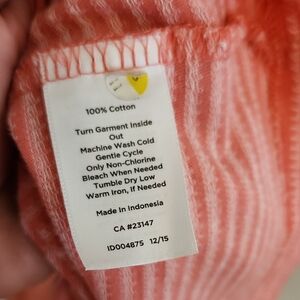 100% Cotton
Turn Garment Inside
Out
Machine Wash Cold
Gentle Cycle
Only Non-Chlorine
Bleach When Needed
Tumble Dry Low
Warm Iron, if Needed
Made in Indonesia
CA #23147
ID004875 12/15